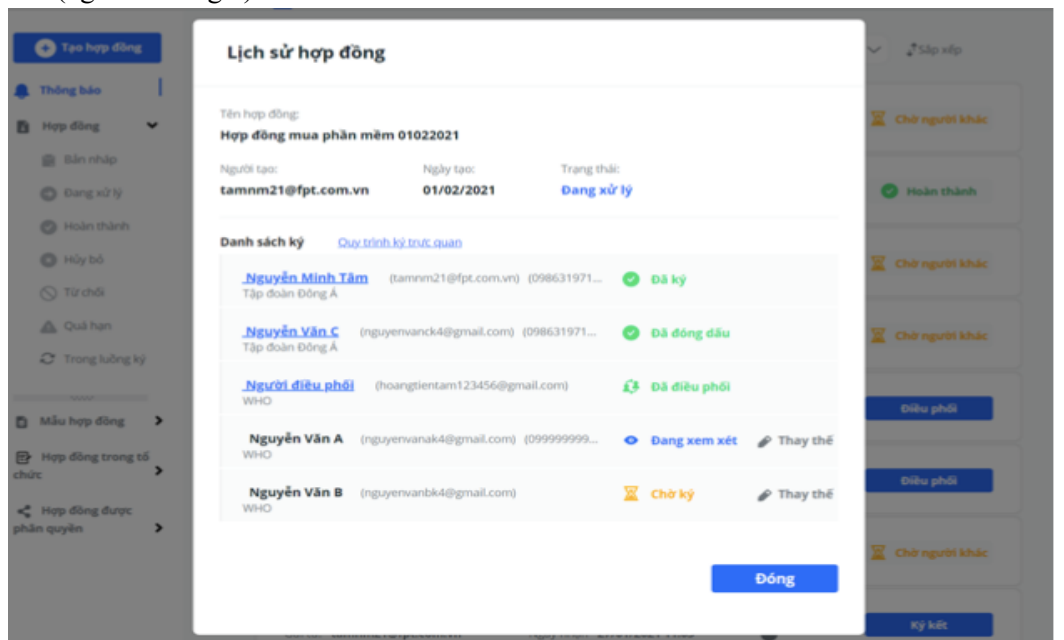 Tạo hợp đồng
Sắp xếp
Thông báo
Hợp đồng
Bản nháp
Đang xử lý
Hoàn thành
Hủy bỏ
Từ chối
Quá hạn
Trong luồng ký
Mẫu hợp đồng
Hợp đồng trong tổ
chức
Hợp đồng được
phân quyền
Lịch sử hợp đồng
Tên hợp đồng:
Hợp đồng mua phần mềm 01022021
Người tạo: Ngày tạo: Trạng thái:
tamnm21@fpt.com.vn 01/02/2021 Đang xử lý
Danh sách ký Quy trình ký trực quan
Nguyễn Minh Tâm (tamnm21@fpt.com.vn) (098631971... Đã ký
Tập đoàn Đông Á
Nguyễn Văn C (nguyenvanck4@gmail.com) (098631971... Đã đóng dấu
Tập đoàn Đông Á
Người điều phối (hoangtientam123456@gmail.com) Đã điều phối
WHO
Nguyễn Văn A (nguyenvanak4@gmail.com) (099999999... Đang xem xét Thay thế
WHO
Nguyễn Văn B (nguyenvanbk4@gmail.com) Chờ ký Thay thế
WHO
Đóng
Chờ người khác
Hoàn thành
Chờ người khác
Chờ người khác
Điều phối
Điều phối
Chờ người khác
Ký kết